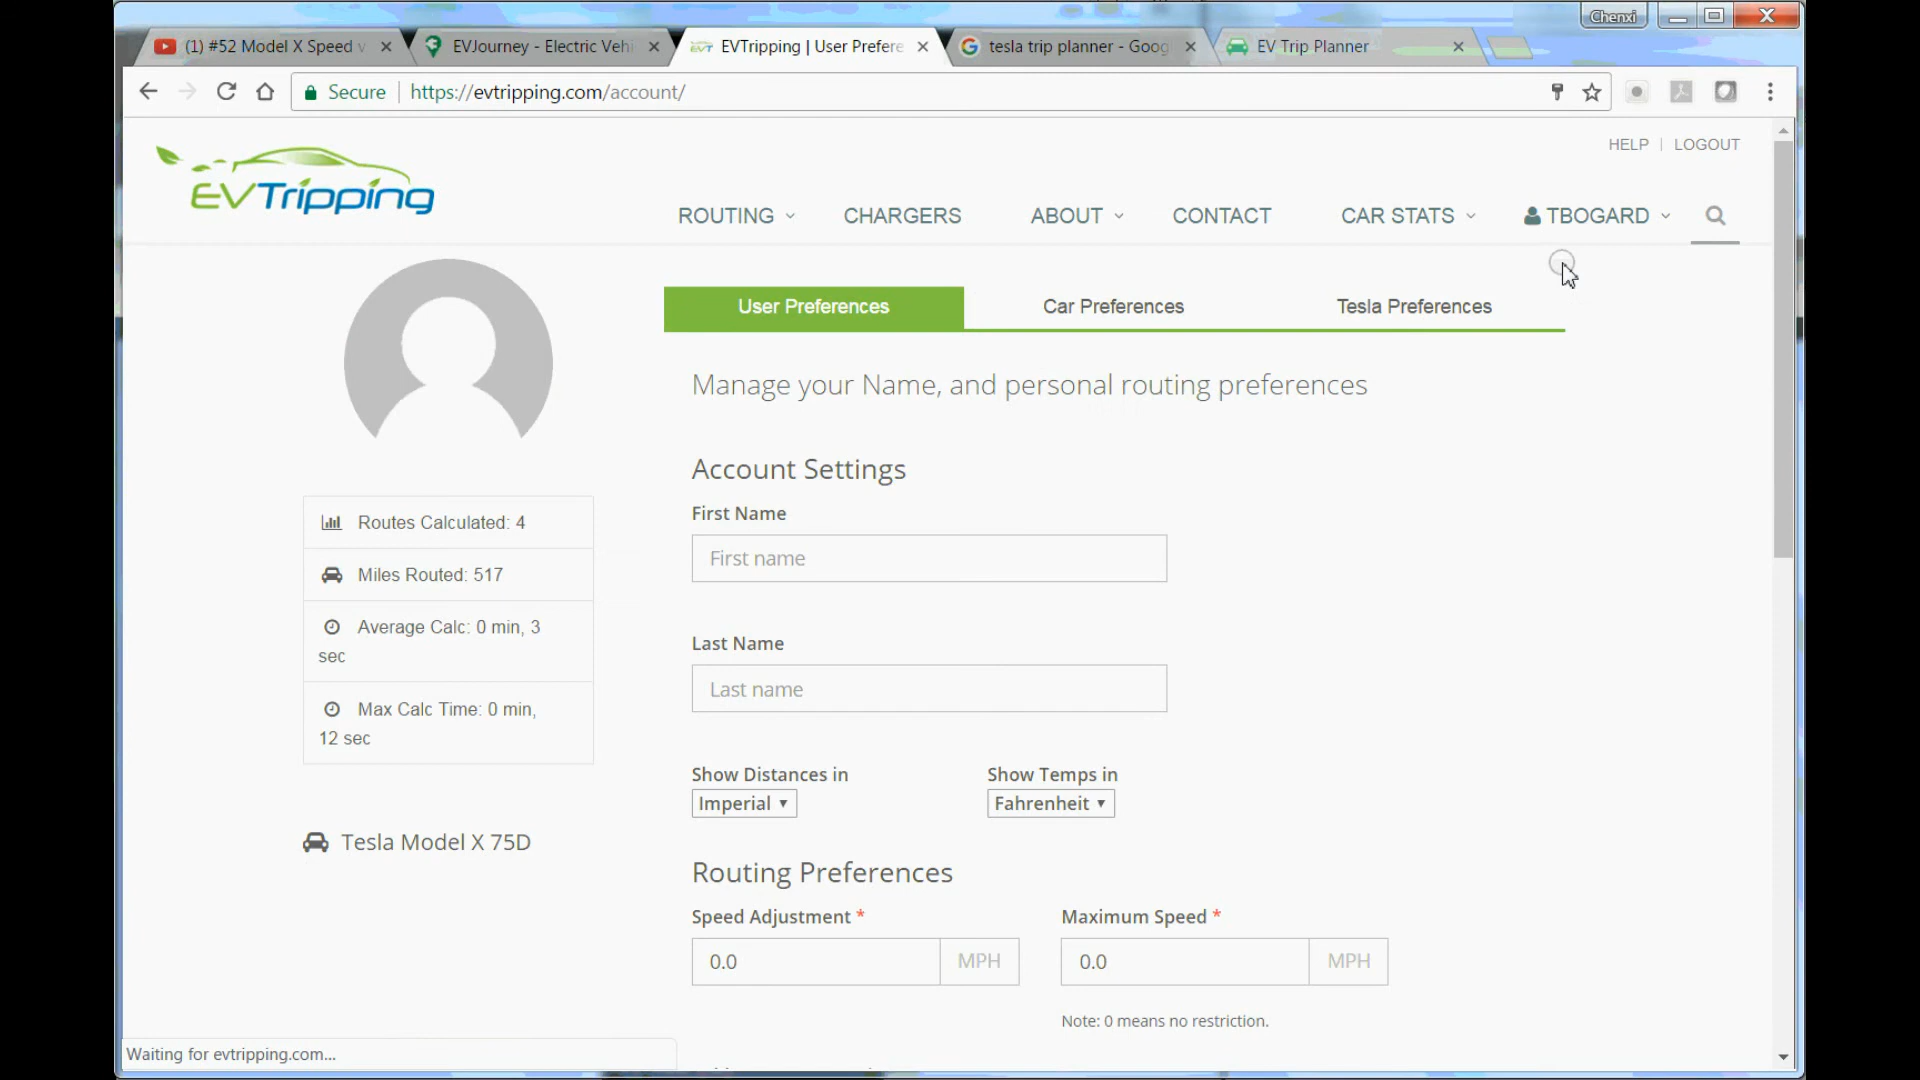 Chenxi
(1) #52 Model X Speed v
EVJourney - Electric Vehi
EVTripping | User Prefere
tesla trip planner - Goog
EV Trip Planner
Secure
https://evtripping.com/account/
HELP | LOGOUT
EVTripping
ROUTING
CHARGERS
ABOUT
CONTACT
CAR STATS
TBOGARD
User Preferences
Car Preferences
Tesla Preferences
Manage your Name, and personal routing preferences
Account Settings
First Name
First name
Last Name
Last name
Show Distances in
Show Temps in
Imperial
Fahrenheit
Routing Preferences
Speed Adjustment *
Maximum Speed *
0.0 MPH
0.0 MPH
Note: 0 means no restriction.
Routes Calculated: 4
Miles Routed: 517
Average Calc: 0 min, 3
sec
Max Calc Time: 0 min,
12 sec
Tesla Model X 75D
Waiting for evtripping.com...